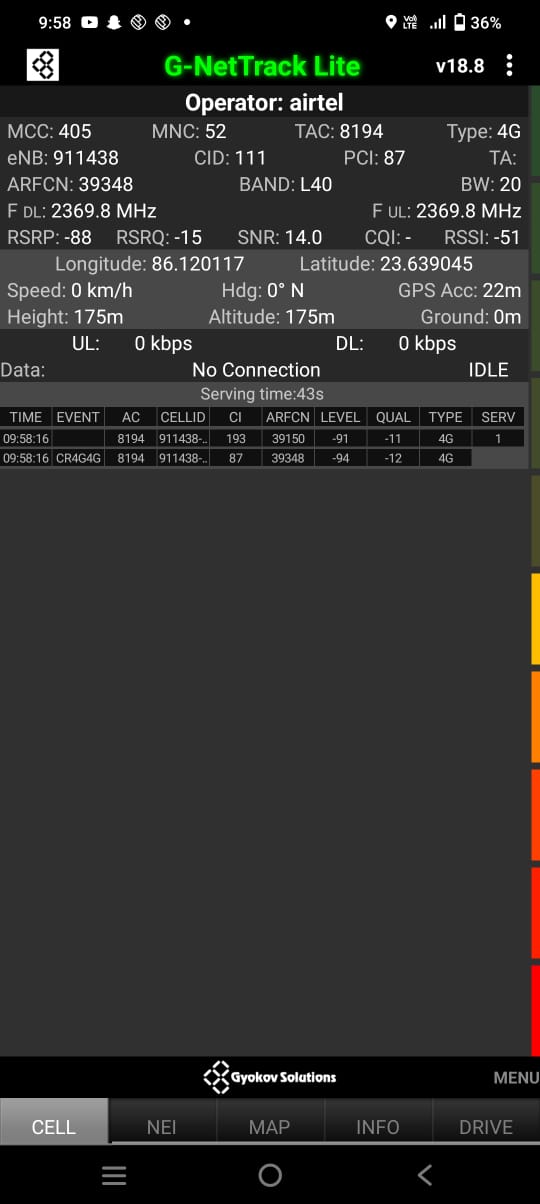 9:58 Vo) LTE 36%
G-NetTrack Lite v18.8
Operator: airtel
MCC: 405 MNC: 52 TAC: 8194 Type: 4G
eNB: 911438 CID: 111 PCI: 87 TA:
ARFCN: 39348 BAND: L40 BW: 20
F DL: 2369.8 MHz F UL: 2369.8 MHz
RSRP: -88 RSRQ: -15 SNR: 14.0 CQI: - RSSI: -51
Longitude: 86.120117 Latitude: 23.639045
Speed: 0 km/h Hdg: 0° N GPS Acc: 22m
Height: 175m Altitude: 175m Ground: 0m
UL: 0 kbps DL: 0 kbps
Data: No Connection IDLE
Serving time:43s
TIME EVENT AC CELLID CI ARFCN LEVEL QUAL TYPE SERV
09:58:16 8194 911438-.. 193 39150 -91 -11 4G 1
09:58:16 CR4G4G 8194 911438-.. 87 39348 -94 -12 4G
Gyokov Solutions MENU
CELL NEI MAP INFO DRIVE